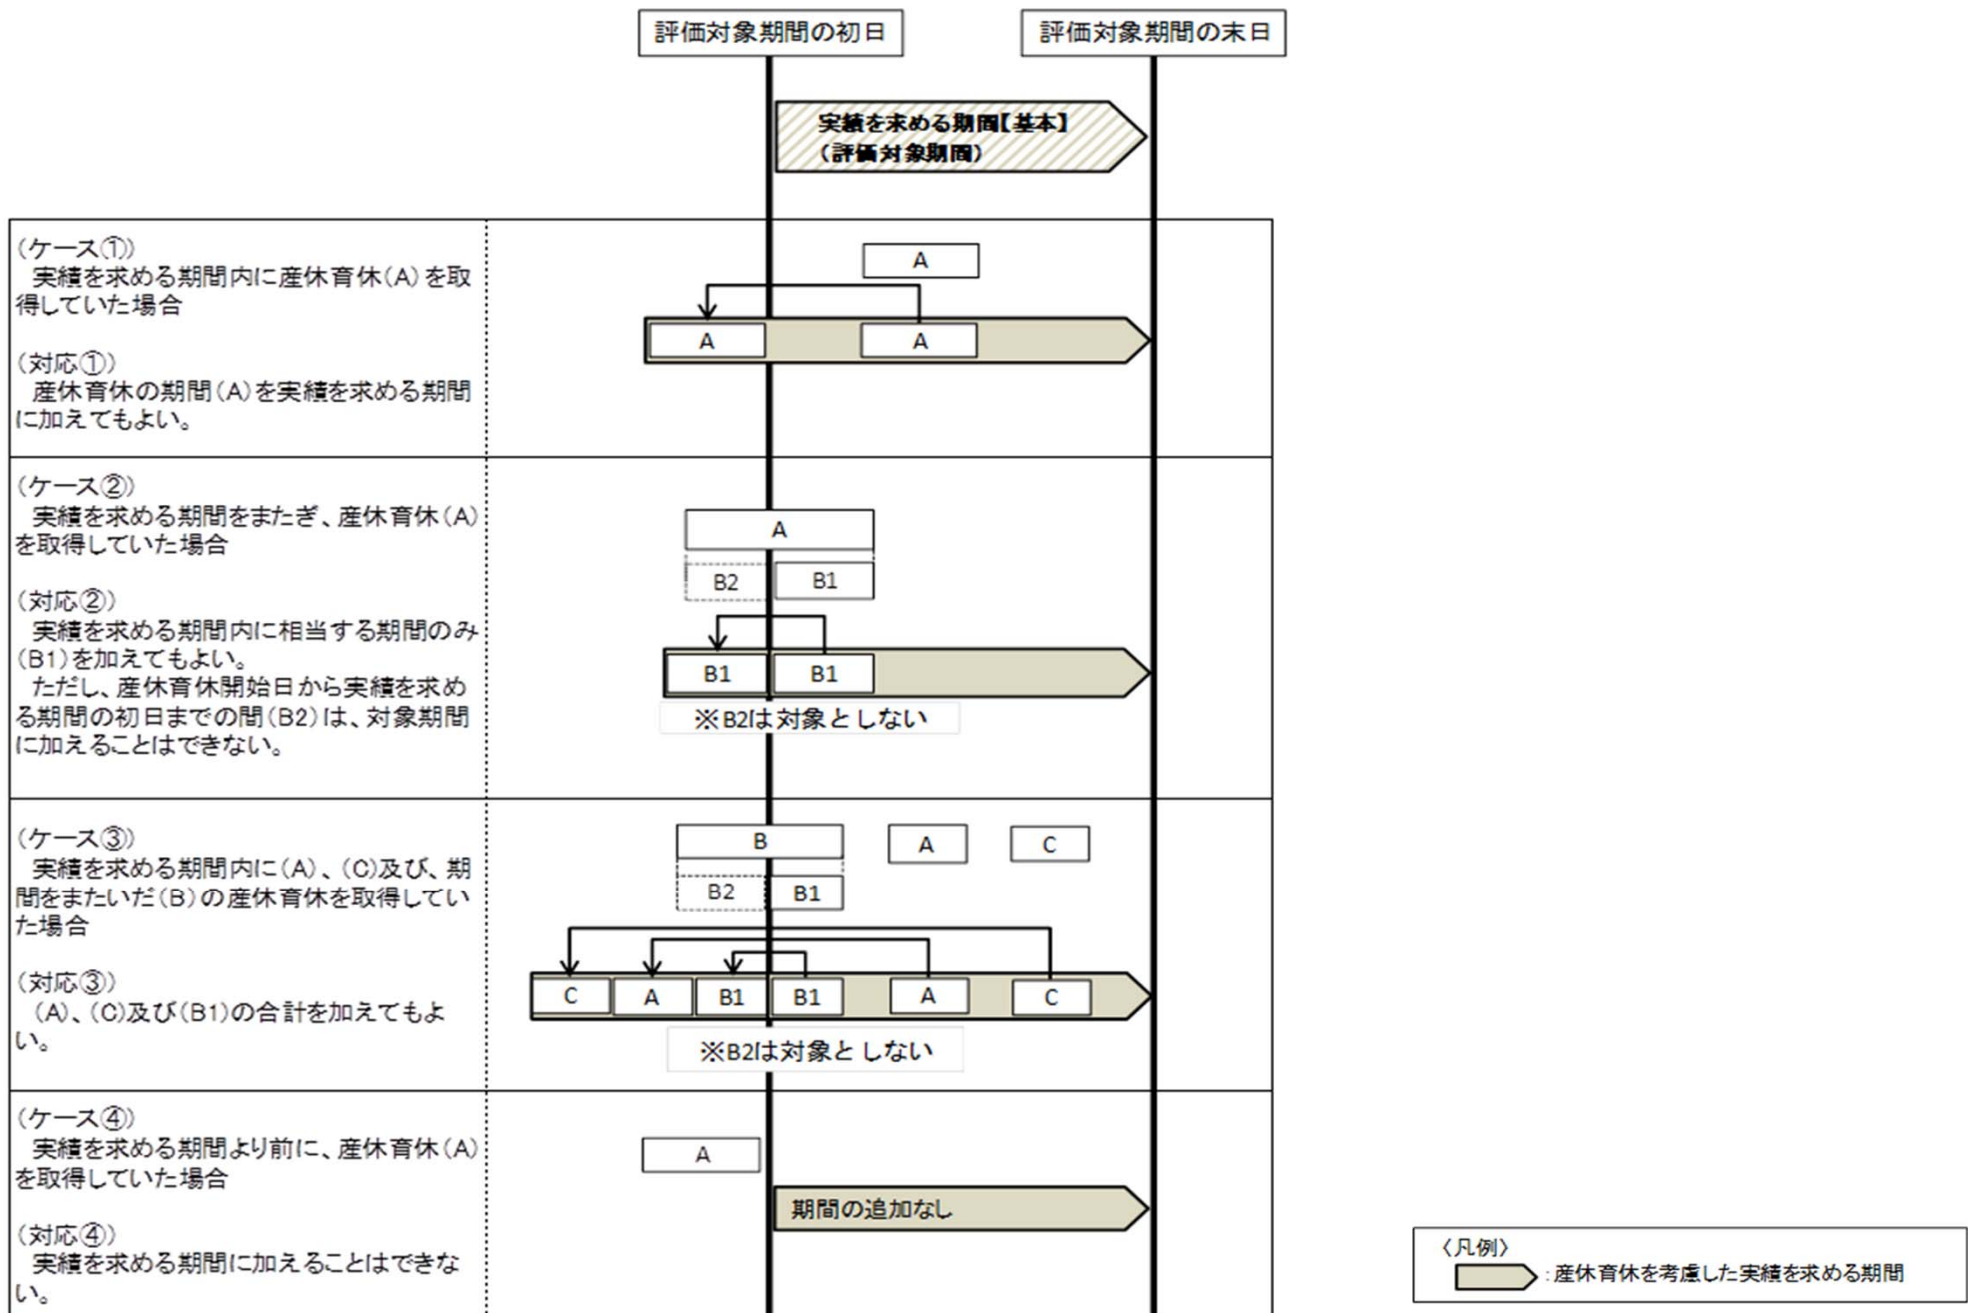 評価対象期間の初日
評価対象期間の末日
実績を求める期間【基本】
（評価対象期間）
（ケース①）
実績を求める期間内に産休育休（A）を取
得していた場合
（対応①）
産休育休の期間（A）を実績を求める期間
に加えてもよい。
A
A
A
（ケース②）
実績を求める期間をまたぎ、産休育休（A）
を取得していた場合
（対応②）
実績を求める期間内に相当する期間のみ
（B1）を加えてもよい。
ただし、産休育休開始日から実績を求め
る期間の初日までの間（B2）は、対象期間
に加えることはできない。
A
B2
B1
B1
B1
※B2は対象としない
（ケース③）
実績を求める期間内に（A）、（C）及び、期
間をまたいだ（B）の産休育休を取得してい
た場合
（対応③）
（A）、（C）及び（B1）の合計を加えてもよ
い。
B
A
C
B2
B1
C
A
B1
B1
A
C
※B2は対象としない
（ケース④）
実績を求める期間より前に、産休育休（A）
を取得していた場合
（対応④）
実績を求める期間に加えることはできな
い。
A
期間の追加なし
〈凡例〉
：産休育休を考慮した実績を求める期間